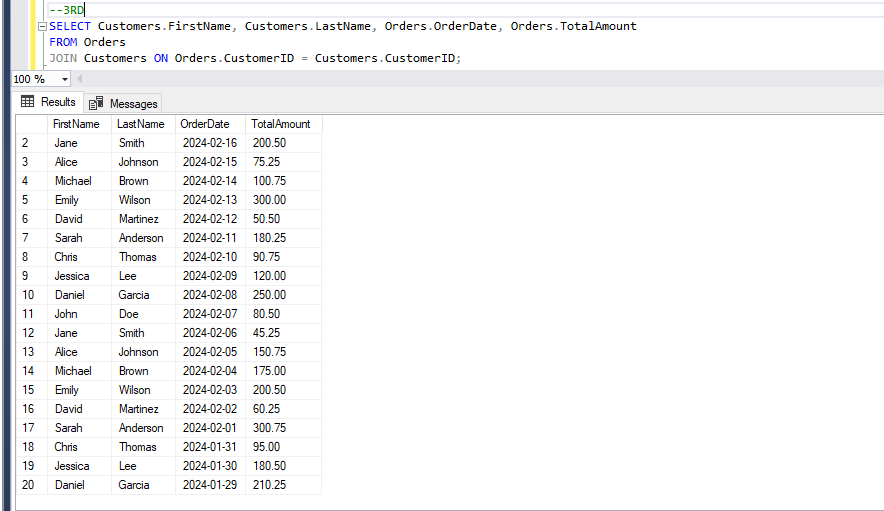 --3RD
SELECT Customers.FirstName, Customers.LastName, Orders.OrderDate, Orders.TotalAmount
FROM Orders
JOIN Customers ON Orders.CustomerID = Customers.CustomerID;
100 %
Results Messages
FirstName LastName OrderDate TotalAmount
2 Jane Smith 2024-02-16 200.50
3 Alice Johnson 2024-02-15 75.25
4 Michael Brown 2024-02-14 100.75
5 Emily Wilson 2024-02-13 300.00
6 David Martinez 2024-02-12 50.50
7 Sarah Anderson 2024-02-11 180.25
8 Chris Thomas 2024-02-10 90.75
9 Jessica Lee 2024-02-09 120.00
10 Daniel Garcia 2024-02-08 250.00
11 John Doe 2024-02-07 80.50
12 Jane Smith 2024-02-06 45.25
13 Alice Johnson 2024-02-05 150.75
14 Michael Brown 2024-02-04 175.00
15 Emily Wilson 2024-02-03 200.50
16 David Martinez 2024-02-02 60.25
17 Sarah Anderson 2024-02-01 300.75
18 Chris Thomas 2024-01-31 95.00
19 Jessica Lee 2024-01-30 180.50
20 Daniel Garcia 2024-01-29 210.25